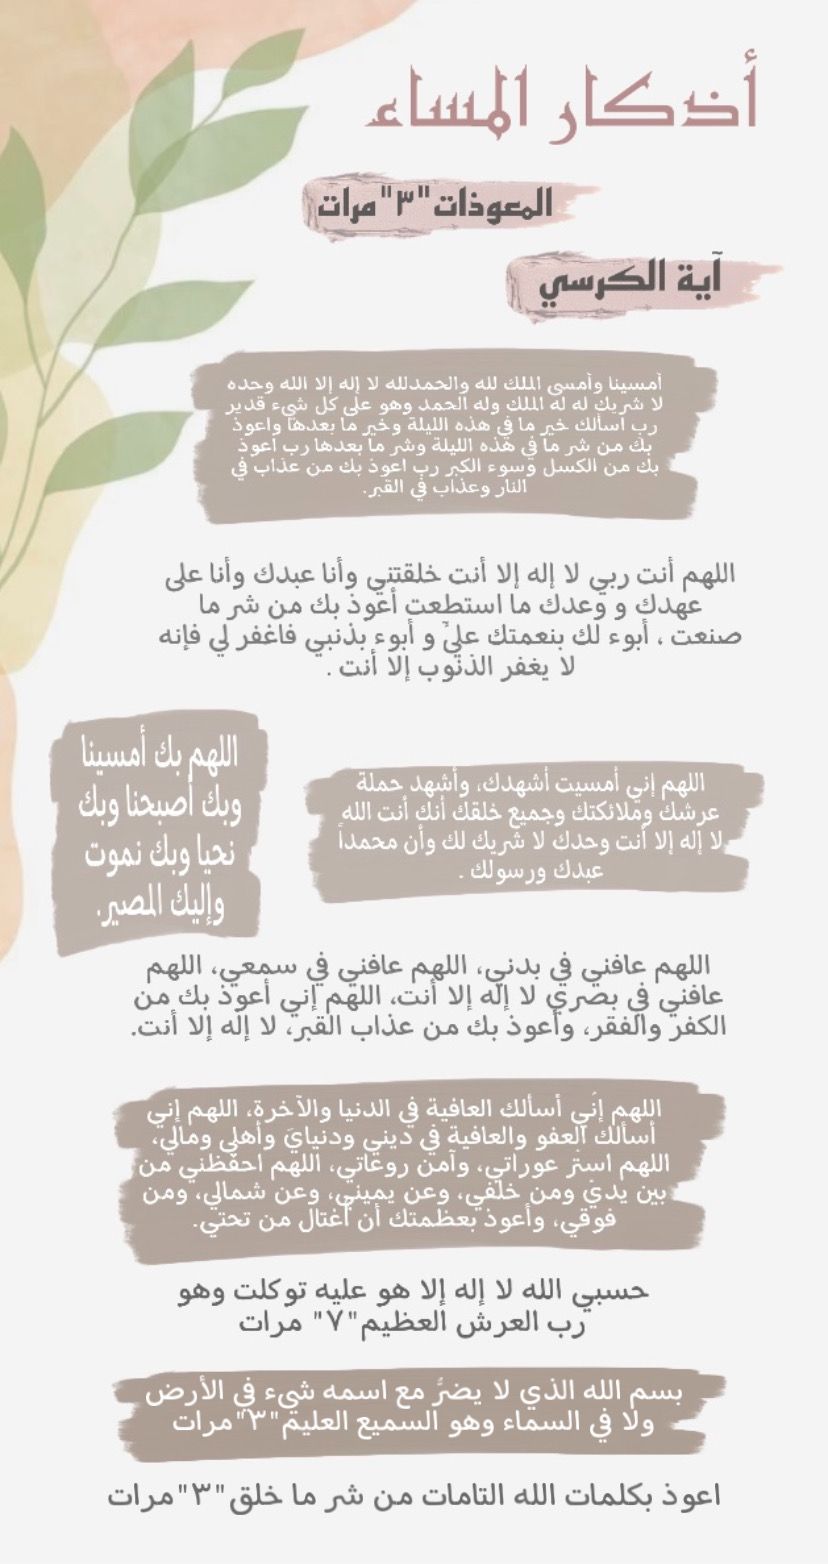 أذكار المساء
المعوذات"٣"مرات
آية الكرسي
أمسينا وأمسى الملك لله والحمدلله لا إله إلا الله وحده
لا شريك له له الملك وله الحمد وهو على كل شيء قدير
رب اسألك خير ما في هذه الليلة وخير ما بعدها واعوذ
بك من شر ما في هذه الليلة وشر ما بعدها رب اعوذ
بك من الكسل وسوء الكبر رب اعوذ بك من عذاب في
النار وعذاب في القبر.
اللهم أنت ربي لا إله إلا أنت خلقتني وأنا عبدك وأنا على
عهدك و وعدك ما استطعت أعوذ بك من شر ما
صنعت ، أبوء لك بنعمتك عليّ و أبوء بذنبي فاغفر لي فإنه
لا يغفر الذنوب إلا أنت .
اللهم إني أمسيت أشهدك، وأشهد حملة
عرشك وملائكتك وجميع خلقك أنك أنت الله
لا إله إلا أنت وحدك لا شريك لك وأن محمداً
عبدك ورسولك .
اللهم بك أمسينا
وبك أصبحنا وبك
نحيا وبك نموت
وإليك المصير.
اللهم عافني في بدني، اللهم عافني في سمعي، اللهم
عافني في بصري لا إله إلا أنت، اللهم إني أعوذ بك من
الكفر والفقر، وأعوذ بك من عذاب القبر، لا إله إلا أنت.
اللهم إني أسألك العافية في الدنيا والآخرة، اللهم إني
أسألك العفو والعافية في ديني ودنيايَ وأهلي ومالي،
اللهم استر عوراتي، وآمن روعاتي، اللهم احفظني من
بين يدي ومن خلفي، وعن يميني، وعن شمالي، ومن
فوقي، وأعوذ بعظمتك أن أغتال من تحتي.
حسبي الله لا إله إلا هو عليه توكلت وهو
رب العرش العظيم"٧" مرات
بسم الله الذي لا يضرُّ مع اسمه شيء في الأرض
ولا في السماء وهو السميع العليم"٣"مرات
اعوذ بكلمات الله التامات من شر ما خلق"٣"مرات